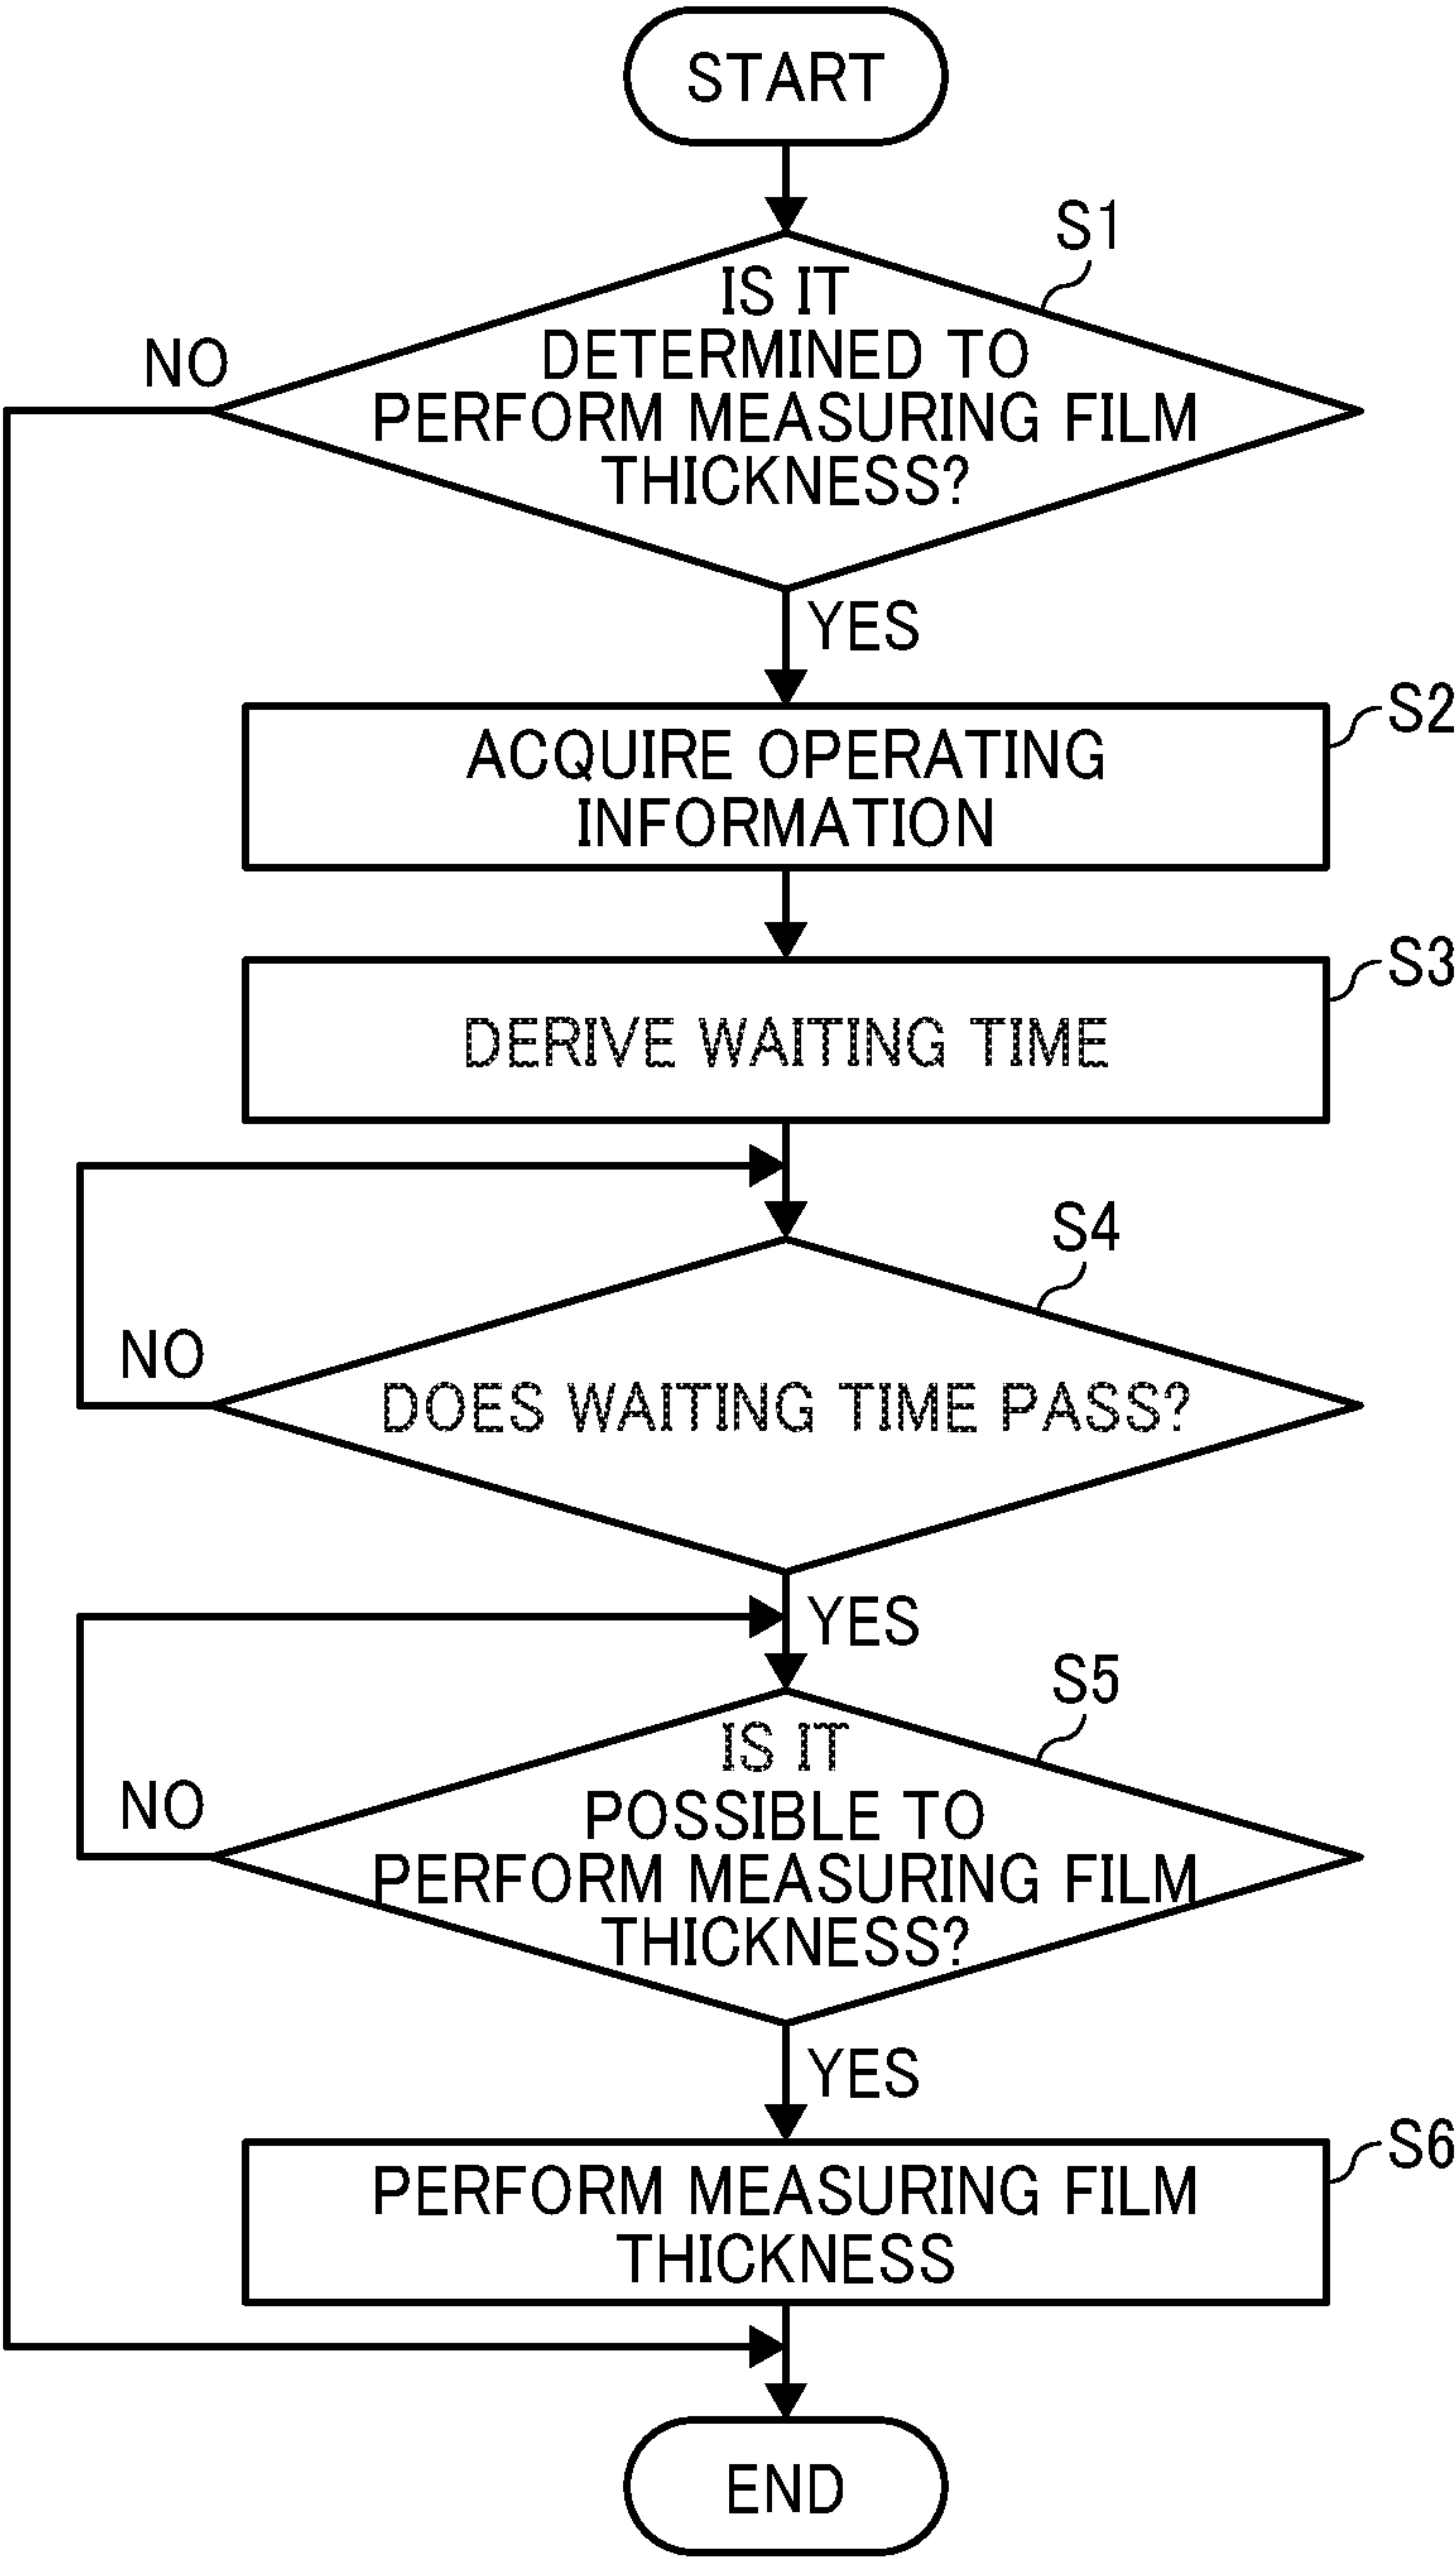 START
S1
IS IT
DETERMINED TO
PERFORM MEASURING FILM
THICKNESS?
NO
YES
S2
ACQUIRE OPERATING
INFORMATION
S3
DERIVE WAITING TIME
S4
NO
DOES WAITING TIME PASS?
YES
S5
IS IT
POSSIBLE TO
PERFORM MEASURING FILM
THICKNESS?
NO
YES
S6
PERFORM MEASURING FILM
THICKNESS
END